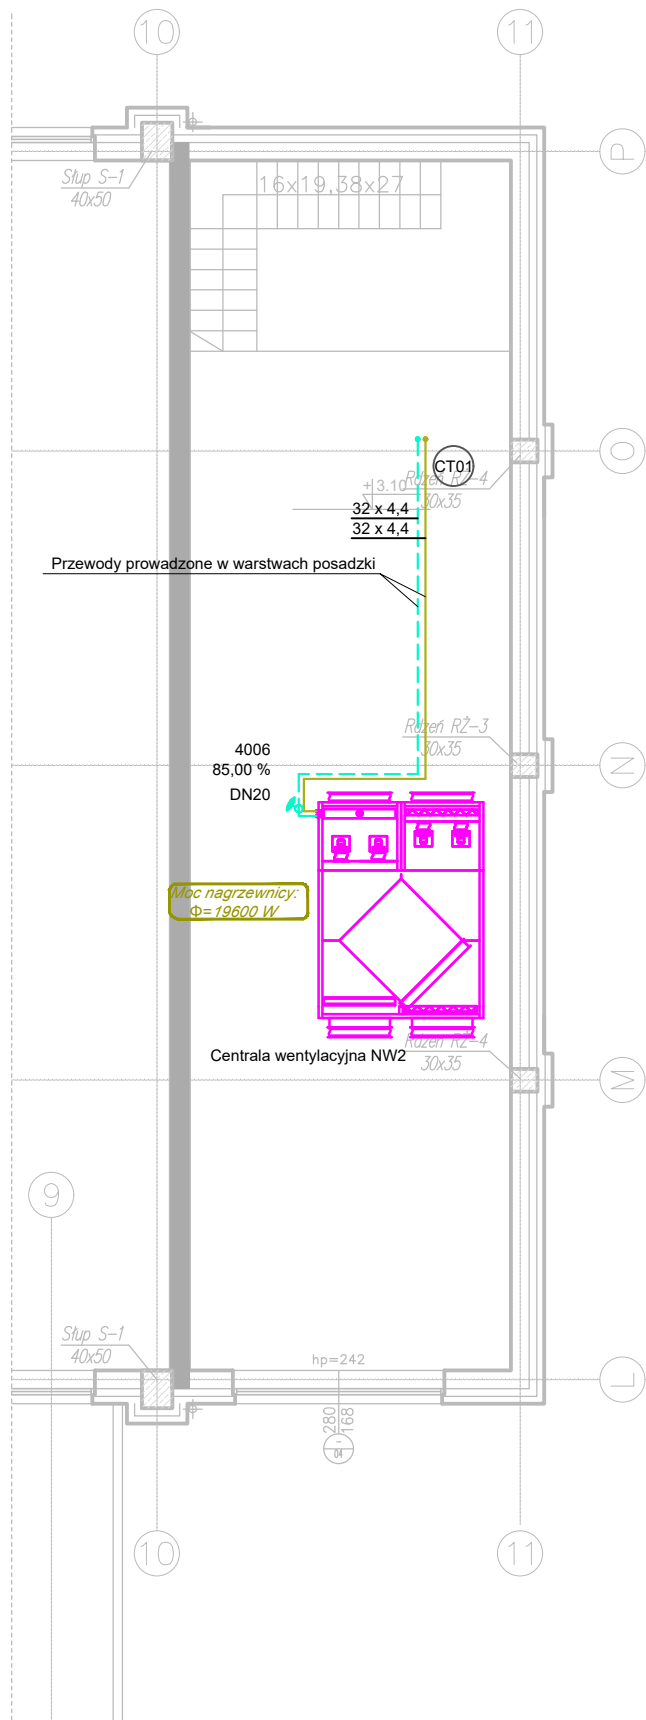 10
11
P
Słup S-1
40x50
16x19,38x27
O
CT01
Rdzeń RŻ-4
30x35
+3.10
32 x 4,4
32 x 4,4
Przewody prowadzone w warstwach posadzki
Rdzeń RŻ-3
30x35
4006
85,00 %
DN20
N
Moc nagrzewnicy:
Φ=19600 W
Centrala wentylacyjna NW2
Rdzeń RŻ-4
30x35
M
9
Słup S-1
40x50
hp=242
L
280
168
04
10
11